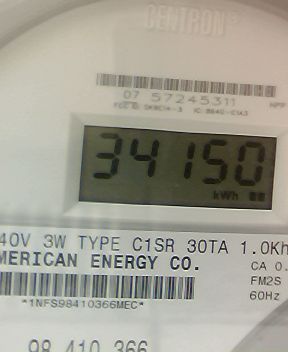 CENTRON®
07 57245311
34150
kWh
40V 3W TYPE C1SR 30TA 1.0Kh
MERICAN ENERGY CO.
CA 0.
FM2S
60Hz
*1NFS98410366MEC*
98 410 366